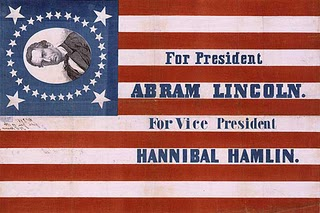 For President
ABRAM LINCOLN.
For Vice President
HANNIBAL HAMLIN.